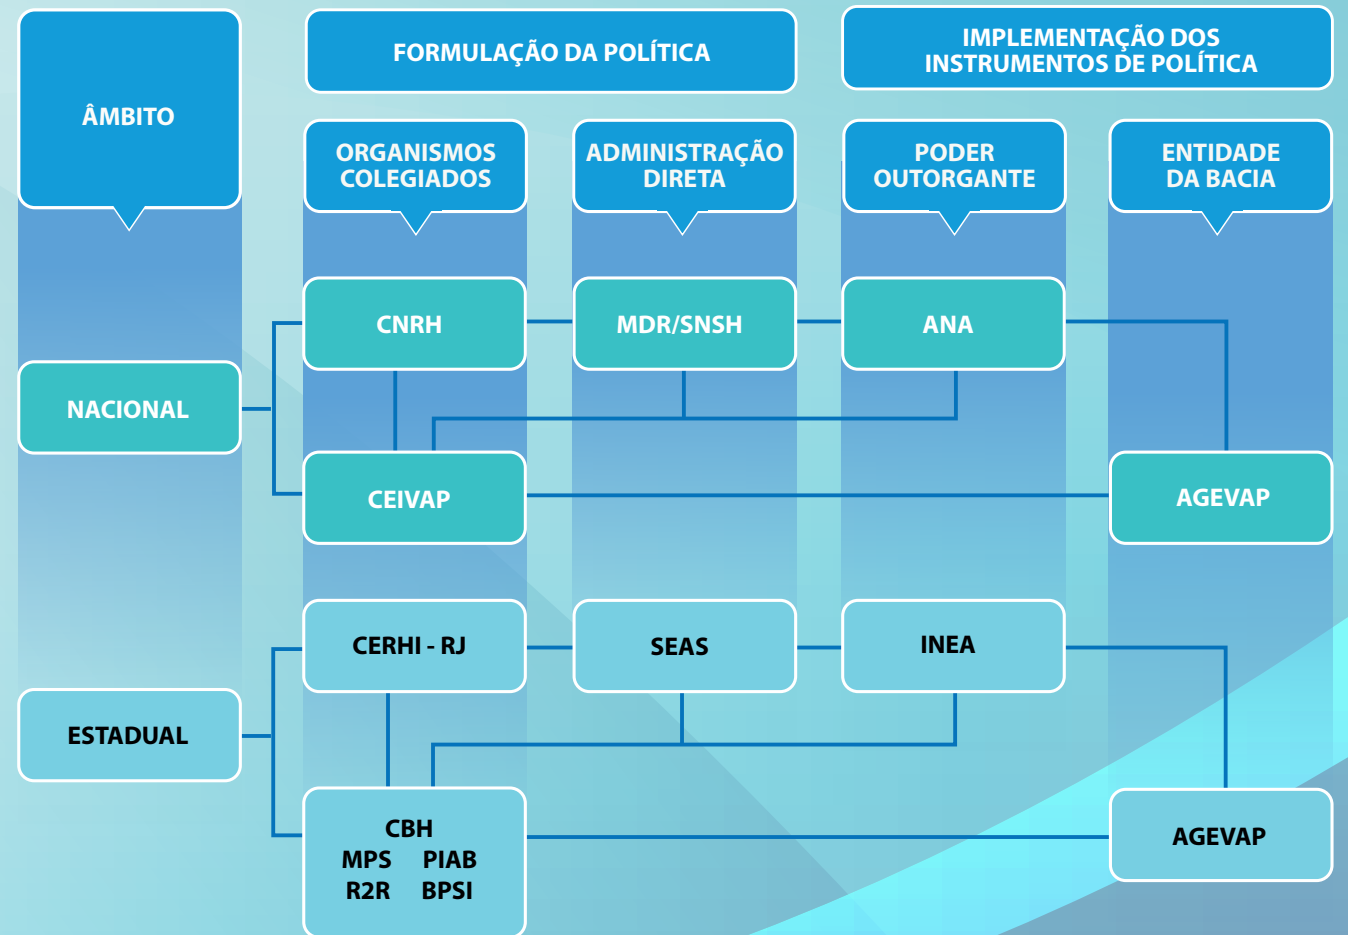 ÂMBITO
FORMULAÇÃO DA POLÍTICA
IMPLEMENTAÇÃO DOS
INSTRUMENTOS DE POLÍTICA
ORGANISMOS
COLEGIADOS
ADMINISTRAÇÃO
DIRETA
PODER
OUTORGANTE
ENTIDADE
DA BACIA
NACIONAL
CNRH
MDR/SNSH
ANA
CEIVAP
AGEVAP
ESTADUAL
CERHI - RJ
SEAS
INEA
CBH
MPS PIAB
R2R BPSI
AGEVAP